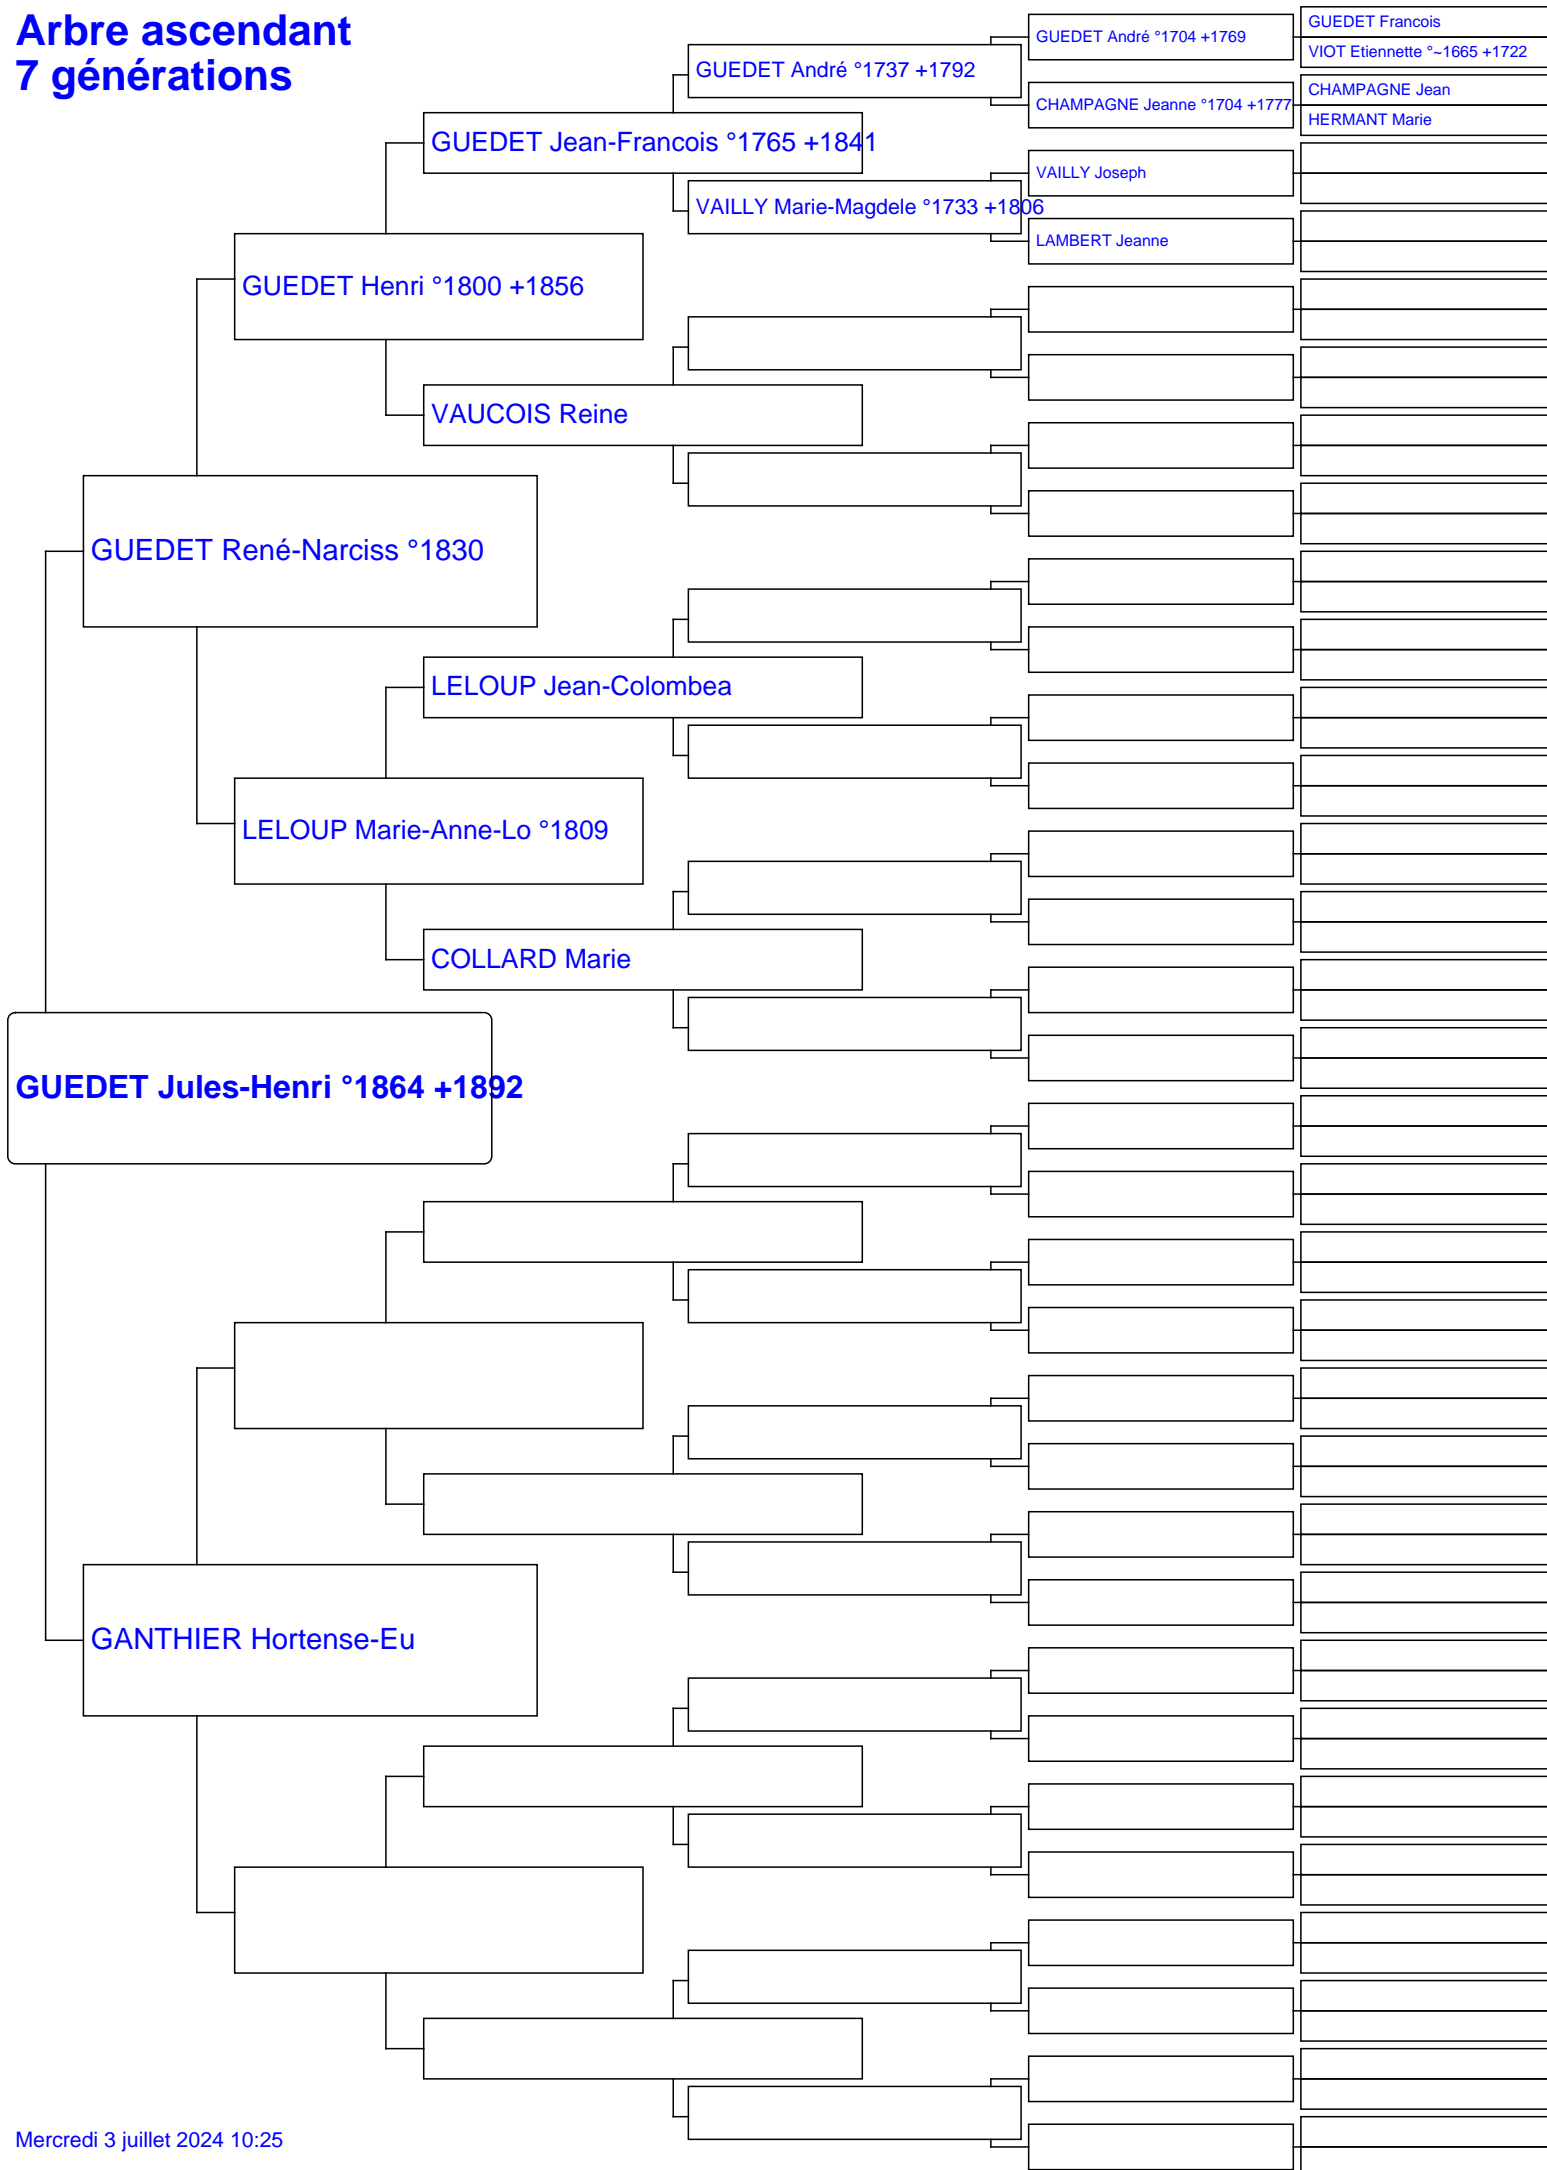 Arbre ascendant
7 générations
GUEDET Francois
GUEDET André °1704 +1769
VIOT Etiennette °~1665 +1722
GUEDET André °1737 +1792
CHAMPAGNE Jean
CHAMPAGNE Jeanne °1704 +1777
HERMANT Marie
GUEDET Jean-Francois °1765 +1841
VAILLY Joseph
VAILLY Marie-Magdele °1733 +1806
LAMBERT Jeanne
GUEDET Henri °1800 +1856
VAUCOIS Reine
GUEDET René-Narciss °1830
LELOUP Jean-Colombea
LELOUP Marie-Anne-Lo °1809
COLLARD Marie
GUEDET Jules-Henri °1864 +1892
GANTHIER Hortense-Eu
Mercredi 3 juillet 2024 10:25